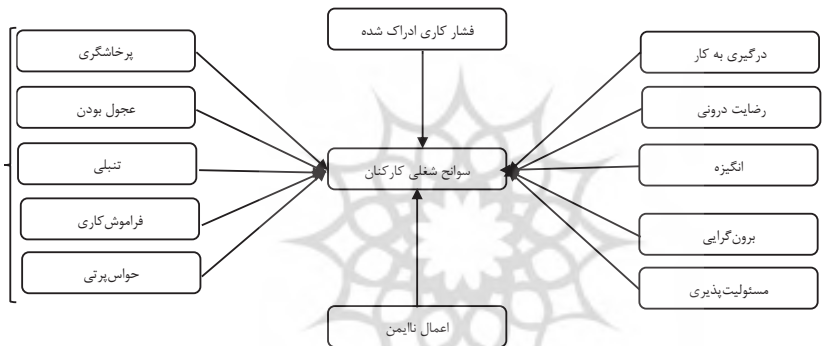 فشار کاری ادراک شده
درگیری به کار
رضایت درونی
انگیزه
برون‌گرایی
مسئولیت‌پذیری
سوانح شغلی کارکنان
پرخاشگری
عجول بودن
تنبلی
فراموش‌کاری
حواس‌پرتی
اعمال ناایمن